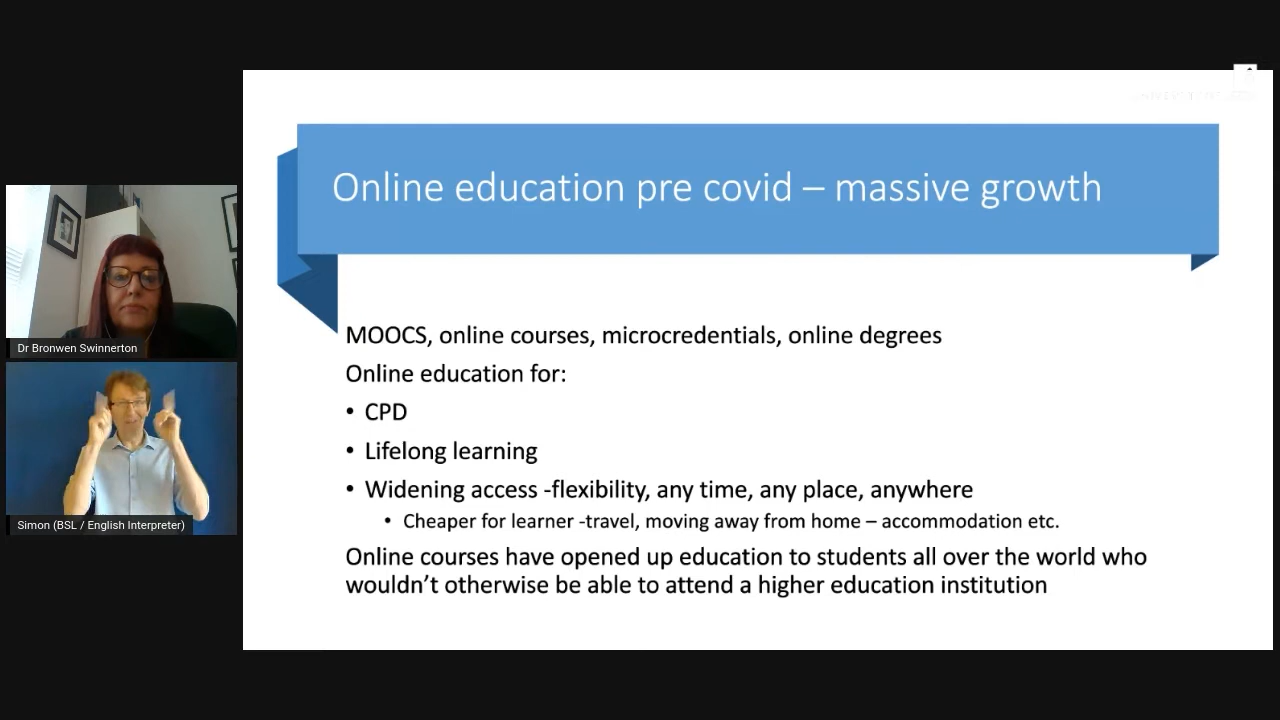 Online education pre covid – massive growth
MOOCS, online courses, microcredentials, online degrees
Online education for:
• CPD
• Lifelong learning
• Widening access -flexibility, any time, any place, anywhere
• Cheaper for learner -travel, moving away from home – accommodation etc.
Online courses have opened up education to students all over the world who
wouldn’t otherwise be able to attend a higher education institution
Dr Bronwen Swinnerton
Simon (BSL / English Interpreter)